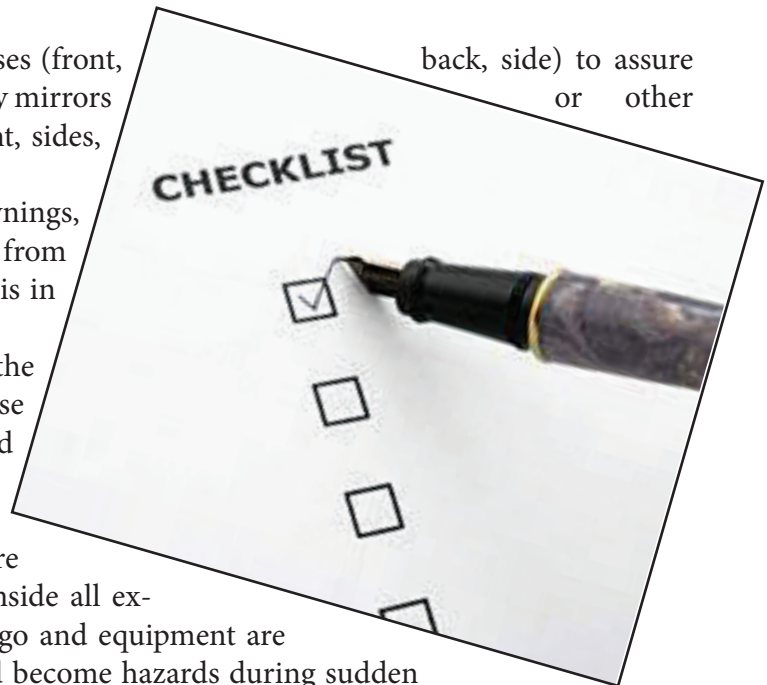 ses (front, back, side) to assure
y mirrors or other
nt, sides,
CHECKLIST
wnings,
from
is in
the
se
d
re
nside all ex-
go and equipment are
d become hazards during sudden